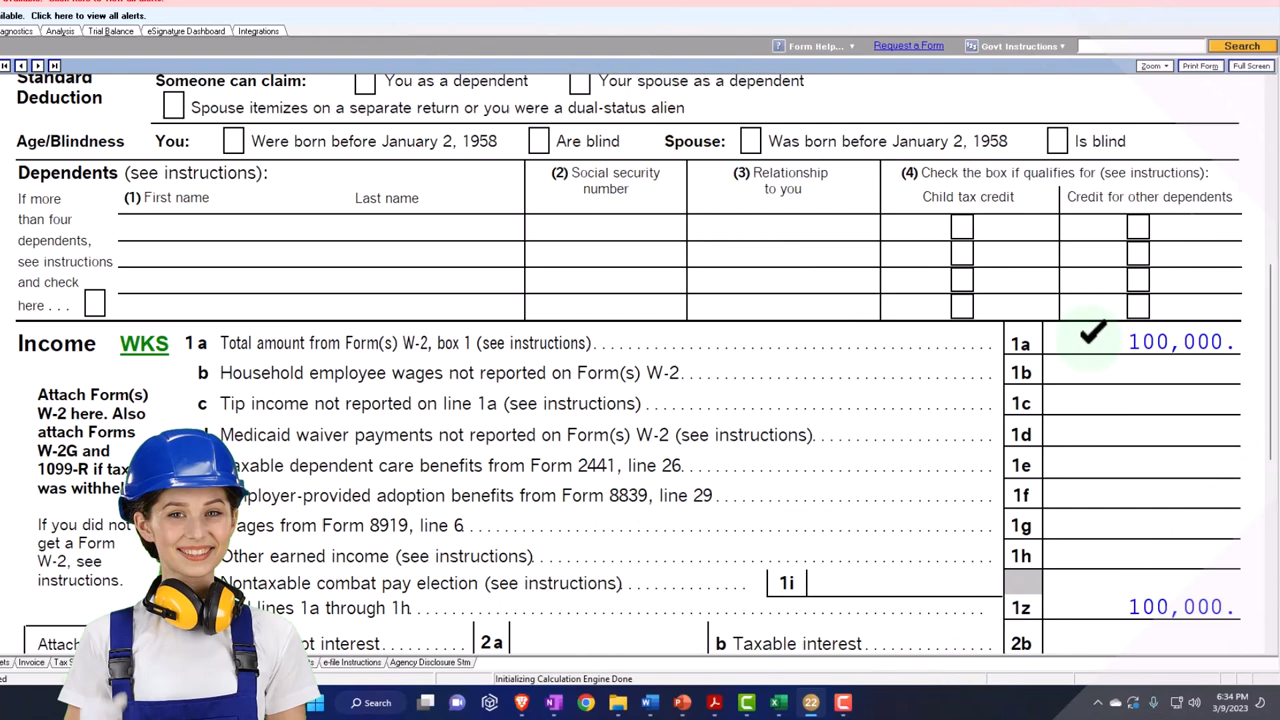 ilable. Click here to view all alerts.
agnostics Analysis Trial Balance eSignature Dashboard Integrations
? Form Help... Request a Form Govt Instructions Search
Zoom Print Form Full Screen
Standard Someone can claim: You as a dependent Your spouse as a dependent
Deduction Spouse itemizes on a separate return or you were a dual-status alien
Age/Blindness You: Were born before January 2, 1958 Are blind Spouse: Was born before January 2, 1958 Is blind
Dependents (see instructions): (2) Social security number (3) Relationship to you (4) Check the box if qualifies for (see instructions):
If more (1) First name Last name Child tax credit Credit for other dependents
than four
dependents,
see instructions
and check
here . . .
Income WKS 1 a Total amount from Form(s) W-2, box 1 (see instructions) 1a 100,000.
b Household employee wages not reported on Form(s) W-2 1b
Attach Form(s) c Tip income not reported on line 1a (see instructions) 1c
W-2 here. Also
attach Forms Medicaid waiver payments not reported on Form(s) W-2 (see instructions) 1d
W-2G and
1099-R if tax axable dependent care benefits from Form 2441, line 26 1e
was withhe mployer-provided adoption benefits from Form 8839, line 29 1f
If you did not ages from Form 8919, line 6 1g
get a Form
W-2, see Other earned income (see instructions) 1h
instructions. Nontaxable combat pay election (see instructions) 1i
lines 1a through 1h 1z 100,000.
Attach pt interest 2a b Taxable interest 2b
ets Invoice Tax S e-file Instructions Agency Disclosure Stm
ed Initializing Calculation Engine Done
Search 22 6:34 PM
3/9/2023